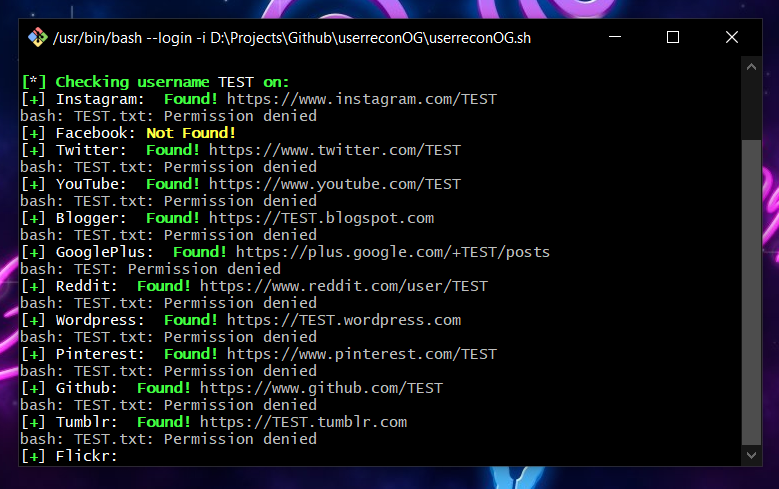 /usr/bin/bash --login -i D:\Projects\Github\userreconOG\userreconOG.sh
[*] Checking username TEST on:
[+] Instagram:  Found! https://www.instagram.com/TEST
bash: TEST.txt: Permission denied
[+] Facebook: Not Found!
[+] Twitter:  Found! https://www.twitter.com/TEST
bash: TEST.txt: Permission denied
[+] YouTube:  Found! https://www.youtube.com/TEST
bash: TEST.txt: Permission denied
[+] Blogger:  Found! https://TEST.blogspot.com
bash: TEST.txt: Permission denied
[+] GooglePlus:  Found! https://plus.google.com/+TEST/posts
bash: TEST: Permission denied
[+] Reddit:  Found! https://www.reddit.com/user/TEST
bash: TEST.txt: Permission denied
[+] Wordpress:  Found! https://TEST.wordpress.com
bash: TEST.txt: Permission denied
[+] Pinterest:  Found! https://www.pinterest.com/TEST
bash: TEST.txt: Permission denied
[+] Github:  Found! https://www.github.com/TEST
bash: TEST.txt: Permission denied
[+] Tumblr:  Found! https://TEST.tumblr.com
bash: TEST.txt: Permission denied
[+] Flickr: